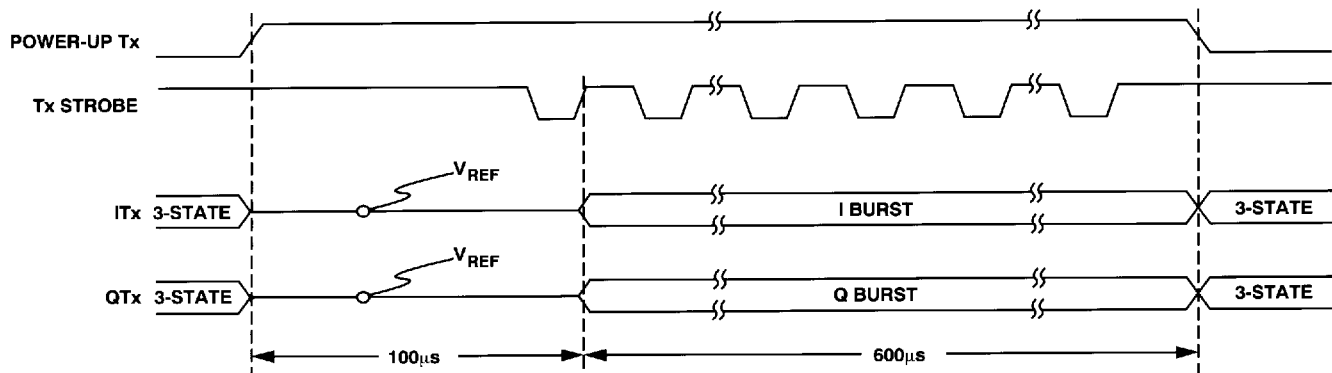 POWER-UP Tx
Tx STROBE
V_REF
ITx 3-STATE I BURST 3-STATE
V_REF
QTx 3-STATE Q BURST 3-STATE
100µs 600µs